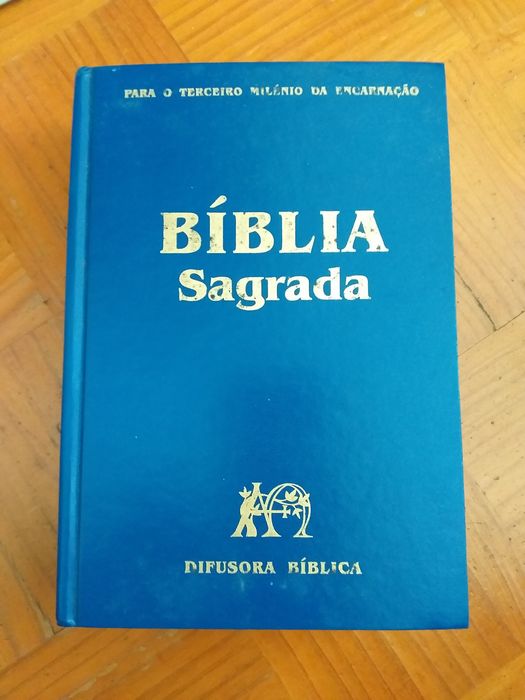 PARA O TERCEIRO MILÉNIO DA ENCARNAÇÃO
BÍBLIA
Sagrada
DIFUSORA BÍBLICA